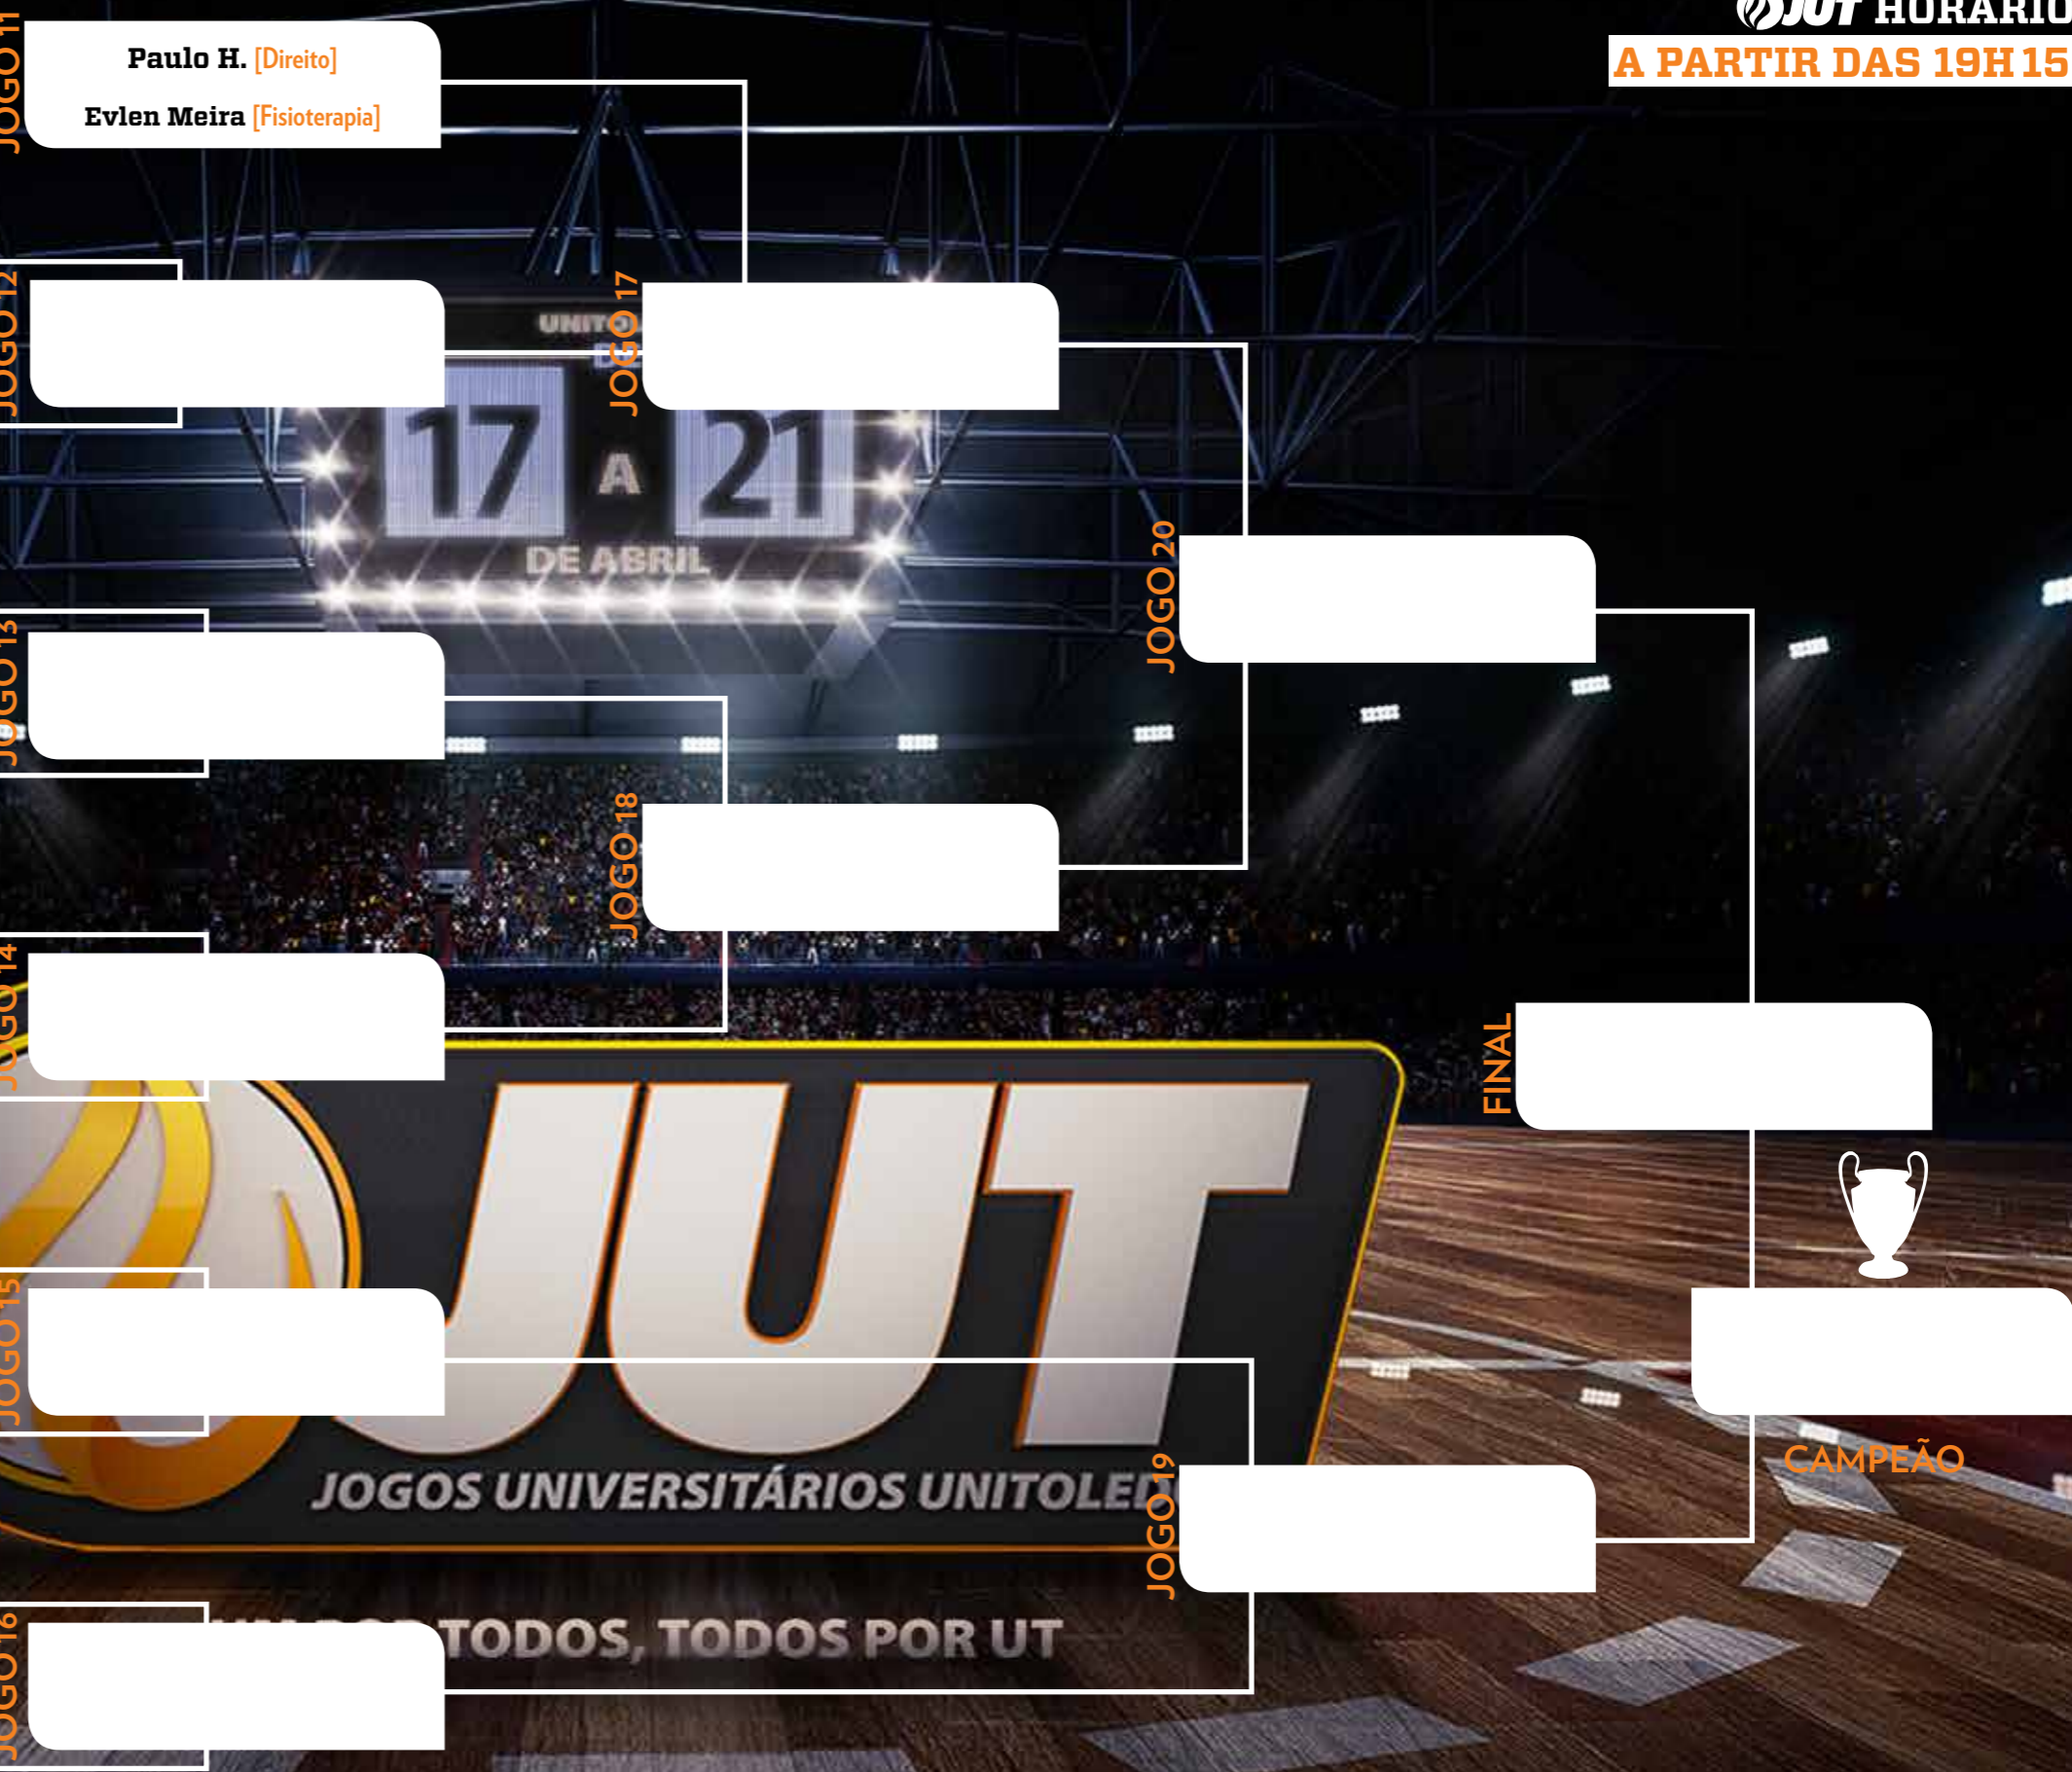 JUT HORÁRIO
A PARTIR DAS 19H15
JOGO 11
Paulo H. [Direito]
Evlen Meira [Fisioterapia]
JOGO 12
JOGO 17
17 A 21
DE ABRIL
JOGO 20
JOGO 13
JOGO 18
JOGO 14
FINAL
JUT
JOGO 15
CAMPEÃO
JOGOS UNIVERSITÁRIOS
JOGO 19
TODOS, TODOS POR UT
JOGO 16